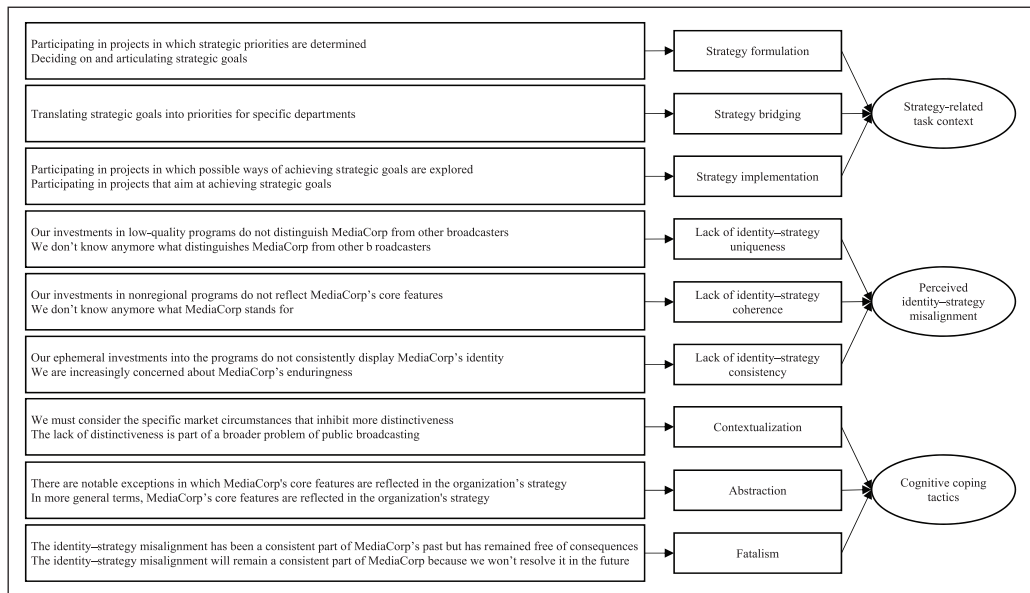 Participating in projects in which strategic priorities are determined
Deciding on and articulating strategic goals
Strategy formulation
Translating strategic goals into priorities for specific departments
Strategy bridging
Strategy-related
task context
Participating in projects in which possible ways of achieving strategic goals are explored
Participating in projects that aim at achieving strategic goals
Strategy implementation
Our investments in low-quality programs do not distinguish MediaCorp from other broadcasters
We don’t know anymore what distinguishes MediaCorp from other b roadcasters
Lack of identity–strategy
uniqueness
Our investments in nonregional programs do not reflect MediaCorp’s core features
We don’t know anymore what MediaCorp stands for
Lack of identity–strategy
coherence
Perceived
identity–strategy
misalignment
Our ephemeral investments into the programs do not consistently display MediaCorp’s identity
We are increasingly concerned about MediaCorp’s enduringness
Lack of identity–strategy
consistency
We must consider the specific market circumstances that inhibit more distinctiveness
The lack of distinctiveness is part of a broader problem of public broadcasting
Contextualization
There are notable exceptions in which MediaCorp's core features are reflected in the organization’s strategy
In more general terms, MediaCorp’s core features are reflected in the organization's strategy
Abstraction
Cognitive coping
tactics
The identity–strategy misalignment has been a consistent part of MediaCorp’s past but has remained free of consequences
The identity–strategy misalignment will remain a consistent part of MediaCorp because we won’t resolve it in the future
Fatalism